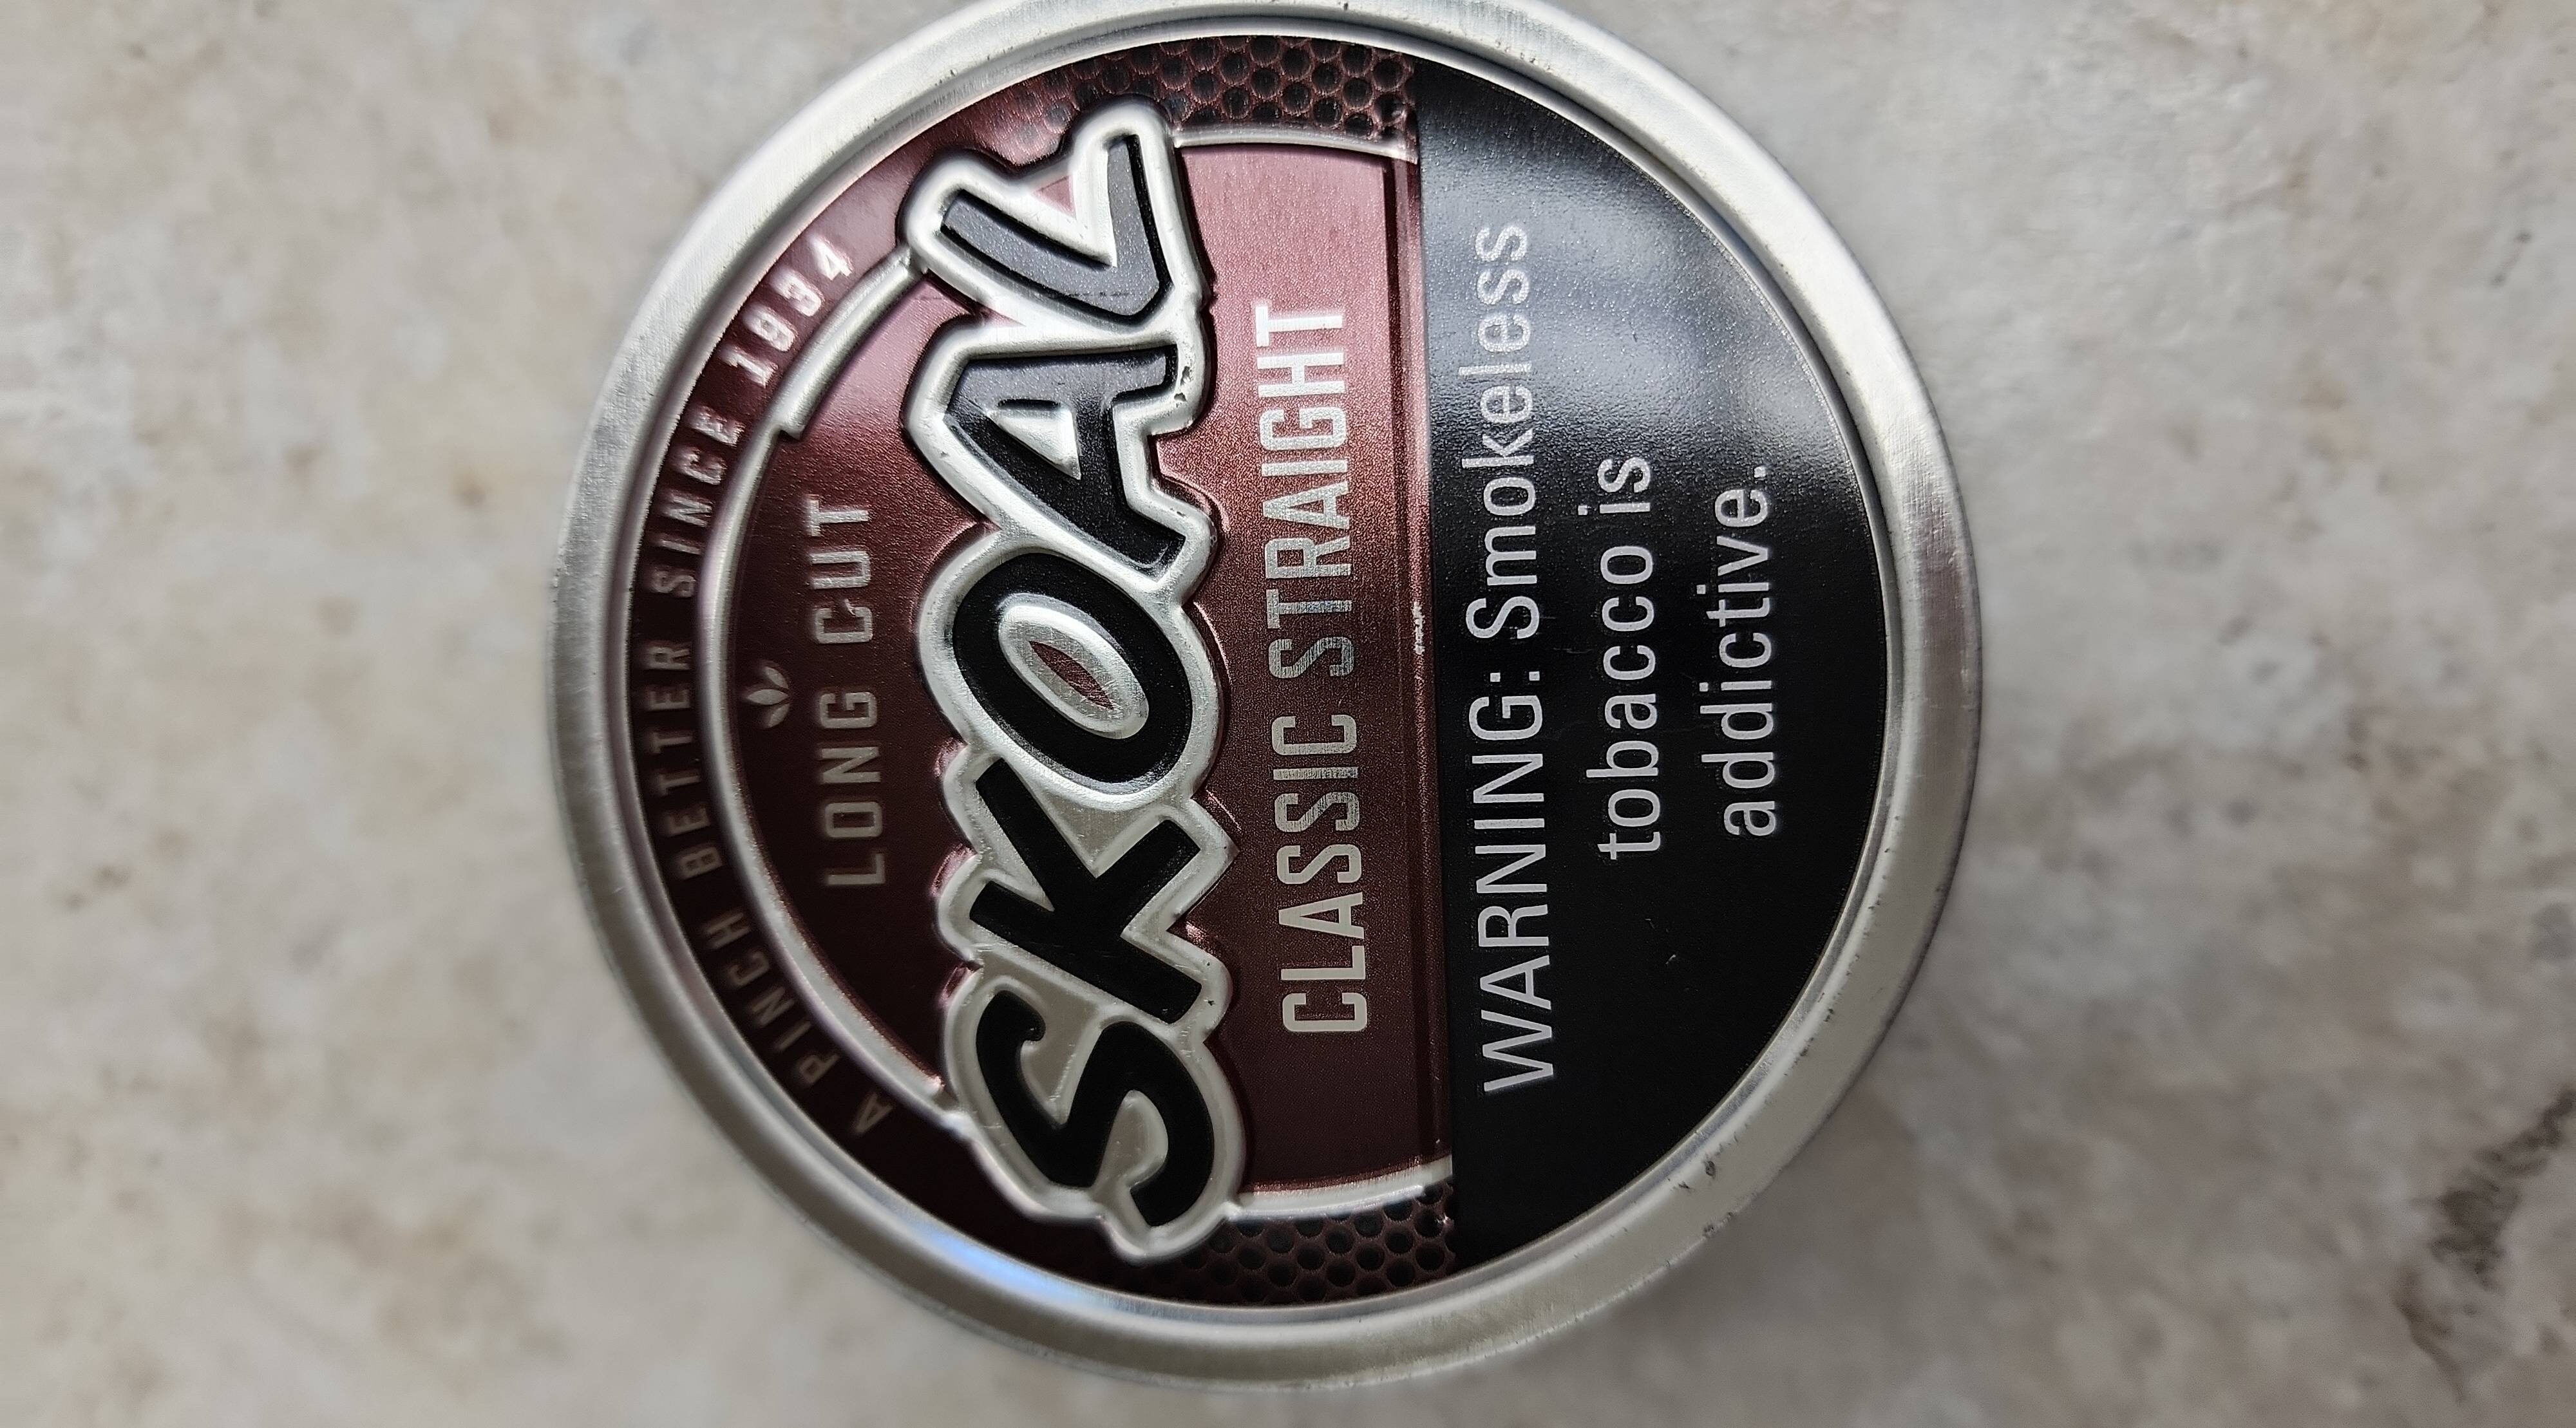 A PINCH BETTER SINCE 1934
LONG CUT
SKOAL
CLASSIC STRAIGHT
WARNING: Smokeless
tobacco is
addictive.